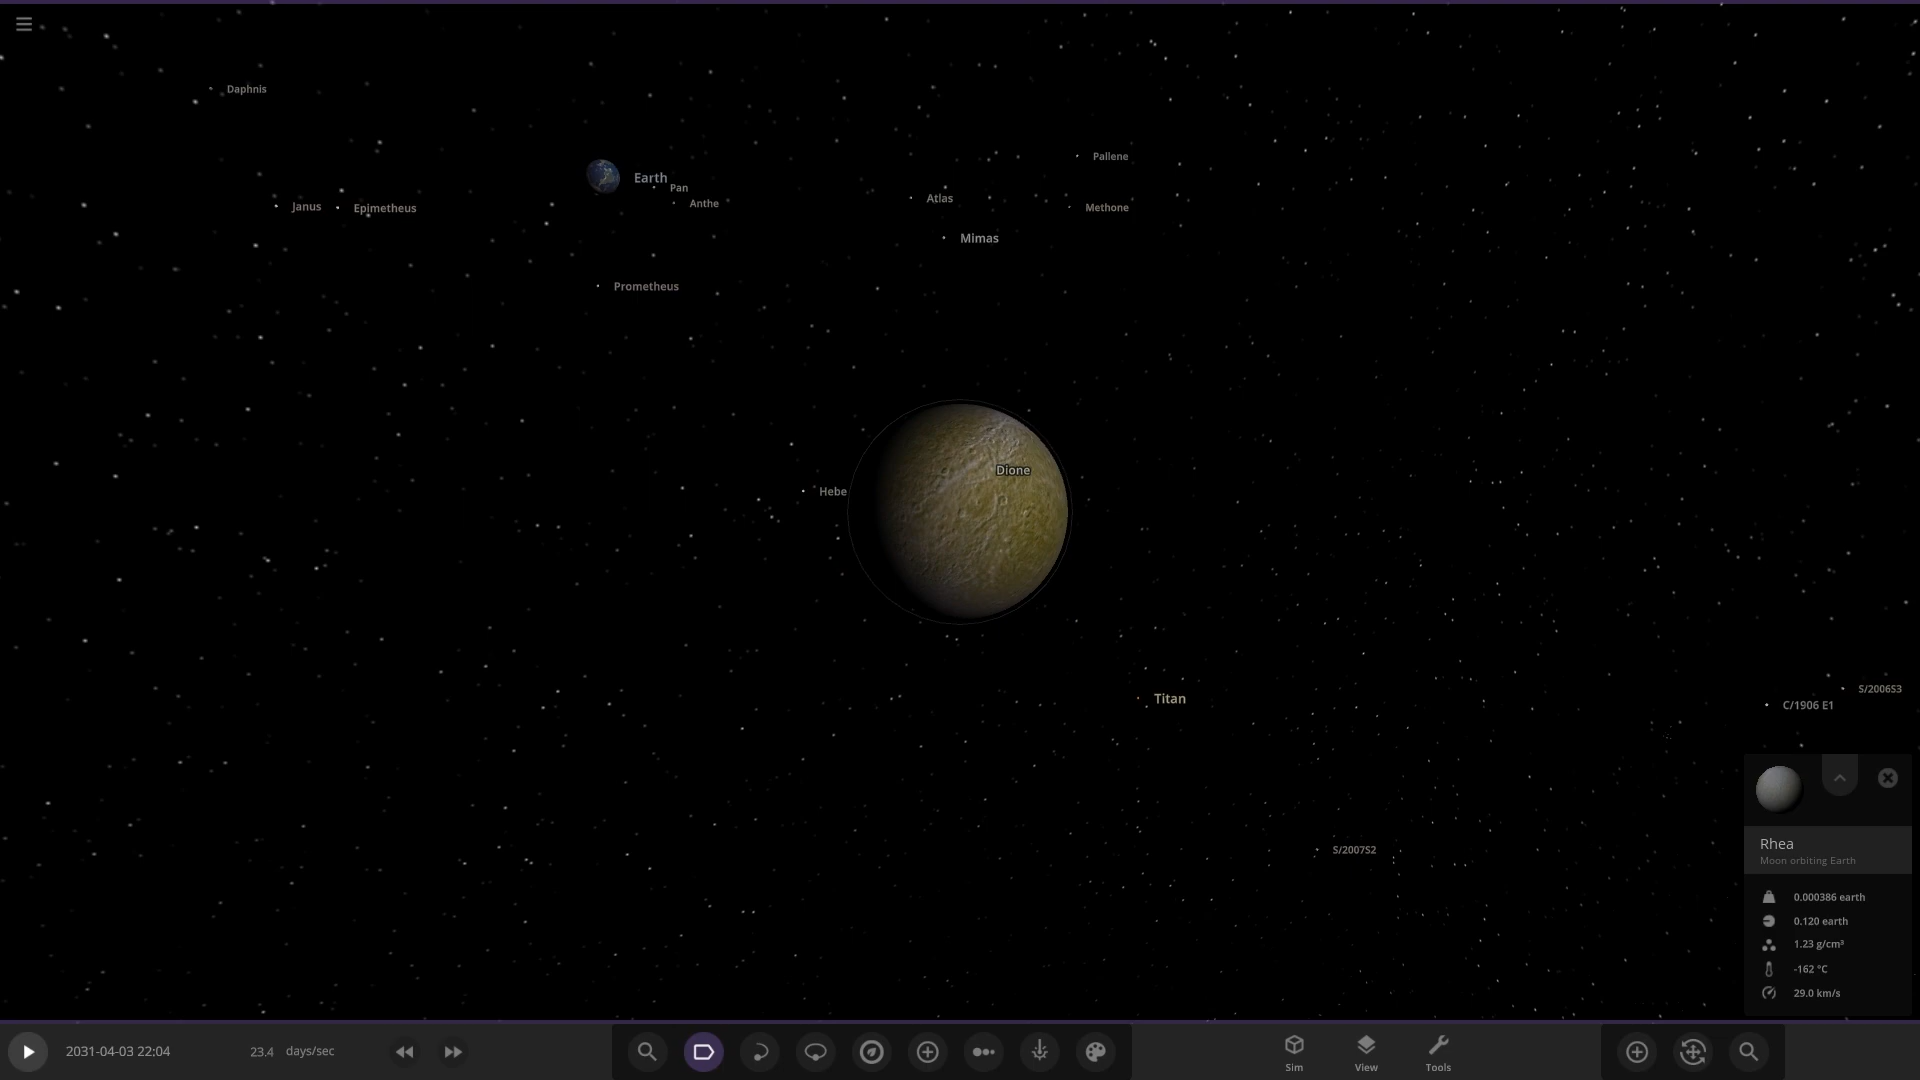 Daphnis
Pallene
Earth
Pan
Anthe
Atlas
Janus
Epimetheus
Methone
Mimas
Prometheus
Dione
Hebe
Titan
S/2006S3
C/1906 E1
S/2007S2
Rhea
Moon orbiting Earth
0.000386 earth
0.120 earth
1.23 g/cm³
-162 °C
29.0 km/s
2031-04-03 22:04
23.4 days/sec
Sim
View
Tools